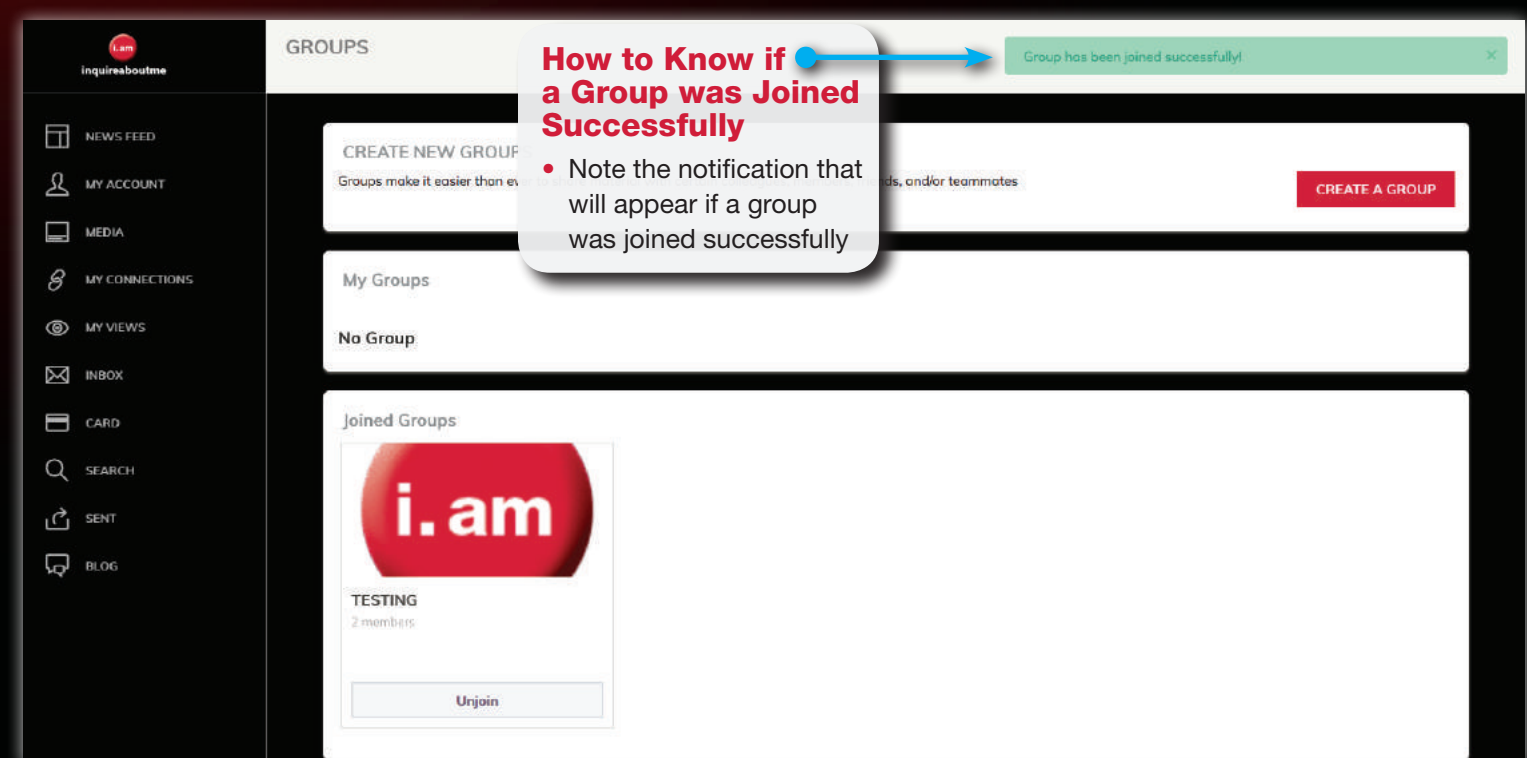 i.am
inquireaboutme
NEWS FEED
MY ACCOUNT
MEDIA
MY CONNECTIONS
MY VIEWS
INBOX
CARD
SEARCH
SENT
BLOG
GROUPS
How to Know if
a Group was Joined
Successfully
• Note the notification that
will appear if a group
was joined successfully
Group has been joined successfully!
×
CREATE NEW GROUP
Groups make it easier than and/or teammates
CREATE A GROUP
My Groups
No Group
Joined Groups
i.am
TESTING
2 members
Unjoin